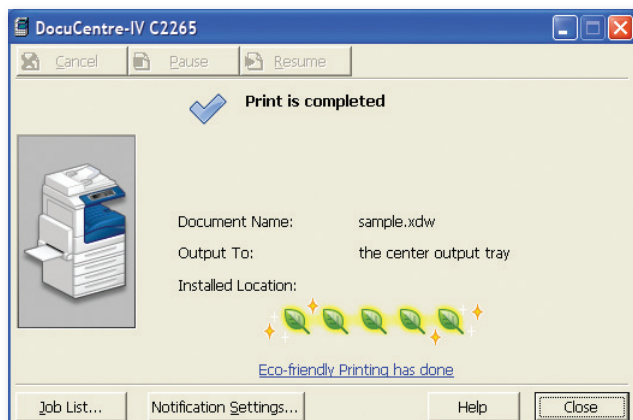 DocuCentre-IV C2265
Cancel Pause Resume
Print is completed
Document Name: sample.xdw
Output To: the center output tray
Installed Location:
Eco-friendly Printing has done
Job List... Notification Settings... Help Close